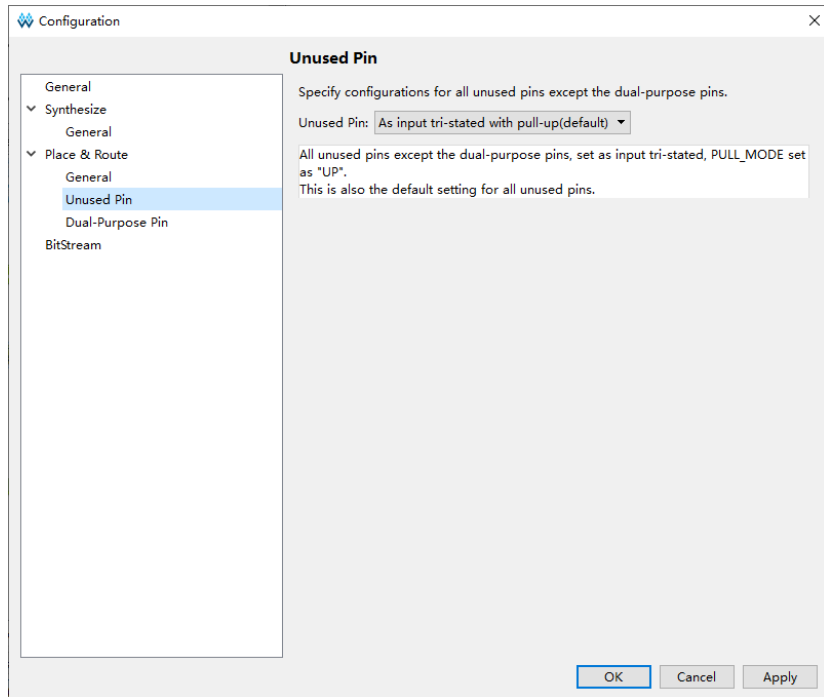 Configuration
Unused Pin
General
Synthesize
General
Place & Route
General
Unused Pin
Dual-Purpose Pin
BitStream
Specify configurations for all unused pins except the dual-purpose pins.
Unused Pin: As input tri-stated with pull-up(default)
All unused pins except the dual-purpose pins, set as input tri-stated, PULL_MODE set
as "UP".
This is also the default setting for all unused pins.
OK Cancel Apply